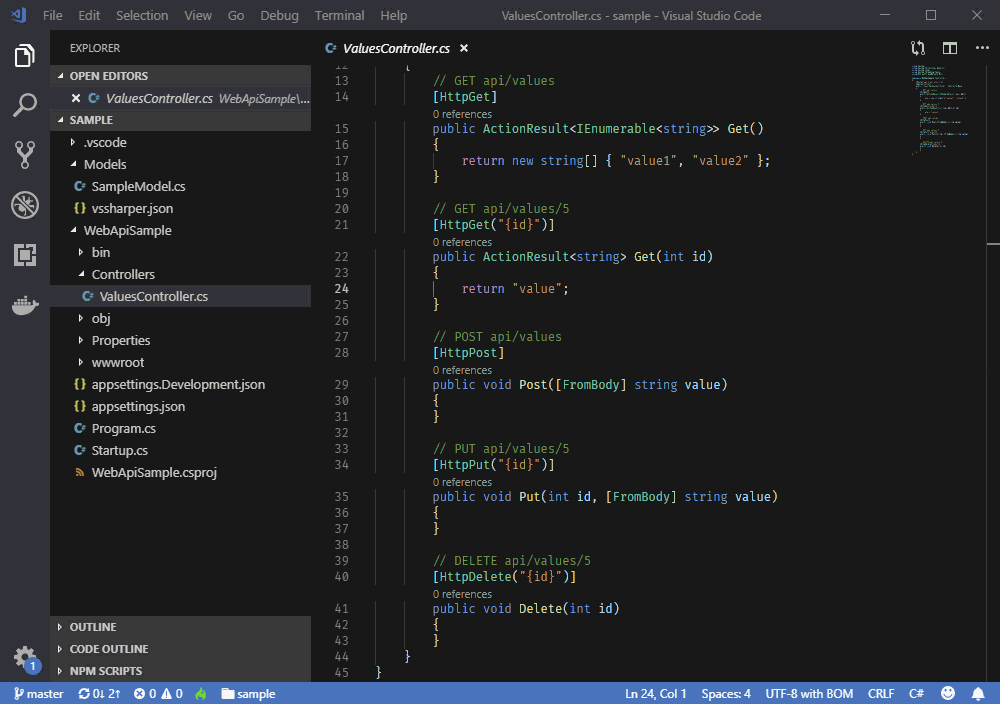 File Edit Selection View Go Debug Terminal Help ValuesController.cs - sample - Visual Studio Code
EXPLORER
OPEN EDITORS
ValuesController.cs WebApiSample\...
SAMPLE
.vscode
Models
SampleModel.cs
vssharper.json
WebApiSample
bin
Controllers
ValuesController.cs
obj
Properties
wwwroot
appsettings.Development.json
appsettings.json
Program.cs
Startup.cs
WebApiSample.csproj
OUTLINE
CODE OUTLINE
NPM SCRIPTS
1
ValuesController.cs
12 {
13 // GET api/values
14 [HttpGet]
0 references
15 public ActionResult<IEnumerable<string>> Get()
16 {
17 return new string[] { "value1", "value2" };
18 }
19
20 // GET api/values/5
21 [HttpGet("{id}")]
0 references
22 public ActionResult<string> Get(int id)
23 {
24 return "value";
25 }
26
27 // POST api/values
28 [HttpPost]
0 references
29 public void Post([FromBody] string value)
30 {
31 }
32
33 // PUT api/values/5
34 [HttpPut("{id}")]
0 references
35 public void Put(int id, [FromBody] string value)
36 {
37 }
38
39 // DELETE api/values/5
40 [HttpDelete("{id}")]
0 references
41 public void Delete(int id)
42 {
43 }
44 }
45 }
master 0↓ 2↑ 0 0 sample Ln 24, Col 1 Spaces: 4 UTF-8 with BOM CRLF C#